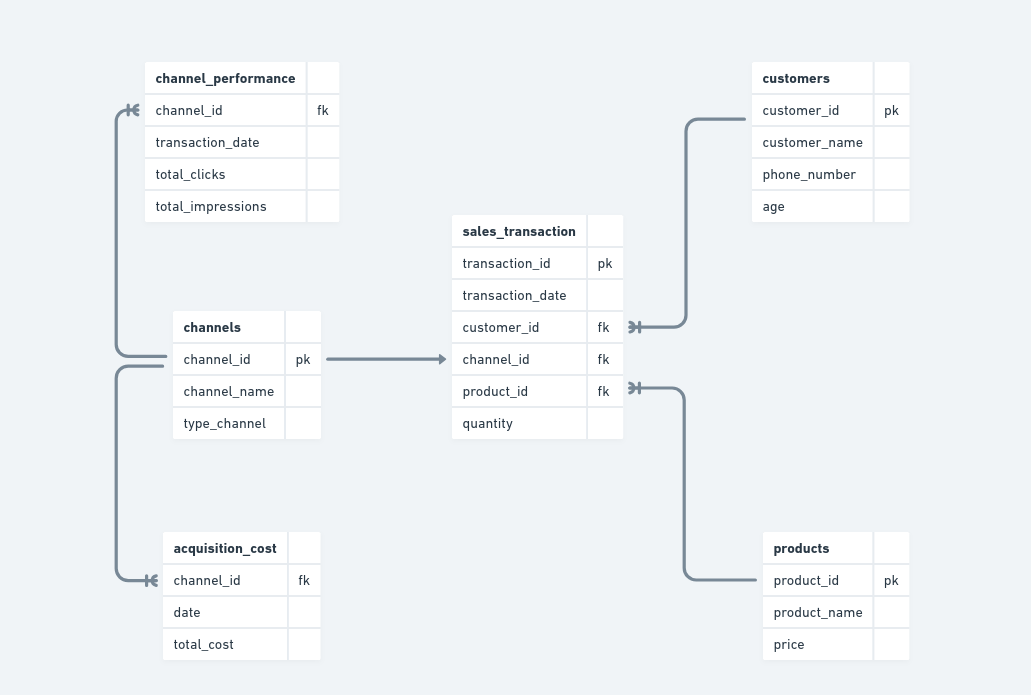 channel_performance
channel_id fk
transaction_date
total_clicks
total_impressions
customers
customer_id pk
customer_name
phone_number
age
sales_transaction
transaction_id pk
transaction_date
customer_id fk
channel_id fk
product_id fk
quantity
channels
channel_id pk
channel_name
type_channel
acquisition_cost
channel_id fk
date
total_cost
products
product_id pk
product_name
price